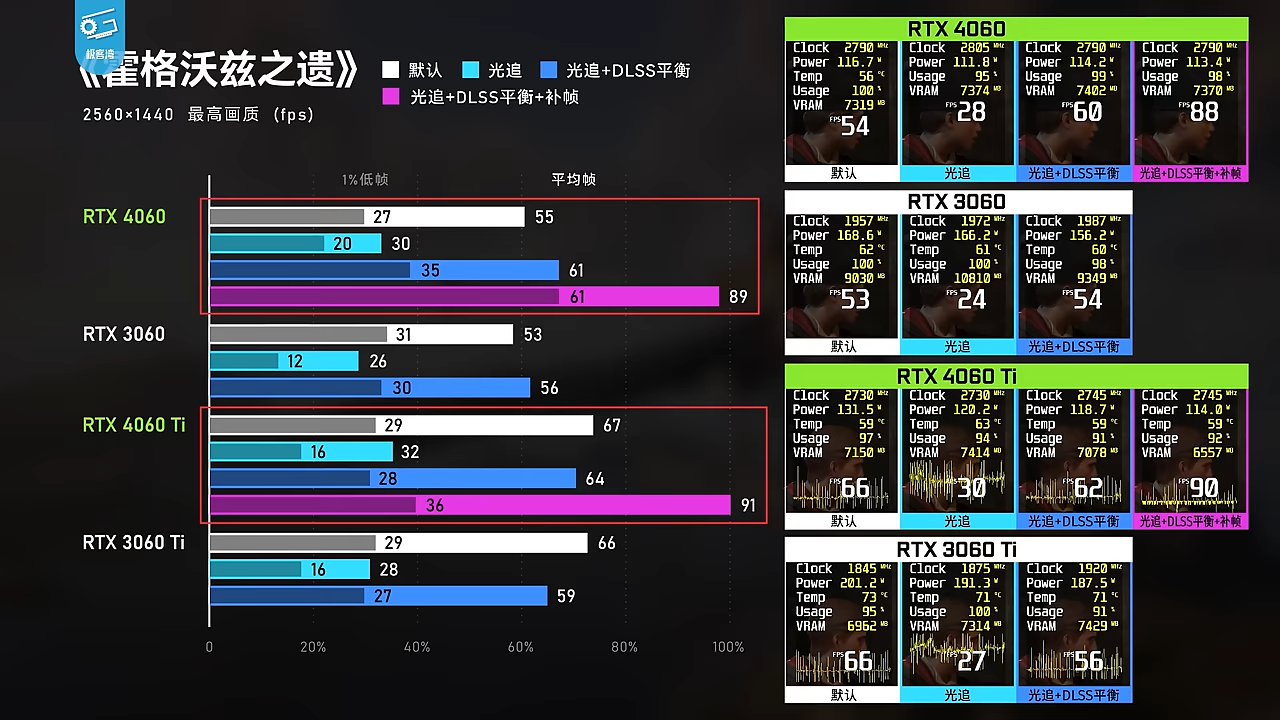 极客湾
《霍格沃兹之遗》
2560×1440 最高画质 (fps)
默认 光追 光追+DLSS平衡
光追+DLSS平衡+补帧
1%低帧 平均帧
RTX 4060
27 55
20 30
35 61
61 89
RTX 3060
31 53
12 26
30 56
RTX 4060 Ti
29 67
16 32
28 64
36 91
RTX 3060 Ti
29 66
16 28
27 59
0 20% 40% 60% 80% 100%
RTX 4060
Clock 2790 MHz Clock 2805 MHz Clock 2790 MHz Clock 2790 MHz
Power 116.7 W Power 111.8 W Power 114.2 W Power 113.4 W
Temp 56 °C Usage 95 % Usage 99 % Usage 98 %
Usage 100 % VRAM 7374 MB VRAM 7402 MB VRAM 7370 MB
VRAM 7319 MB
FPS 54 FPS 28 FPS 60 FPS 88
默认 光追 光追+DLSS平衡 光追+DLSS平衡+补帧
RTX 3060
Clock 1957 MHz Clock 1972 MHz Clock 1987 MHz
Power 168.6 W Power 166.2 W Power 156.2 W
Temp 62 °C Temp 61 °C Temp 60 °C
Usage 100 % Usage 100 % Usage 98 %
VRAM 9030 MB VRAM 10810 MB VRAM 9349 MB
FPS 53 FPS 24 FPS 54
默认 光追 光追+DLSS平衡
RTX 4060 Ti
Clock 2730 MHz Clock 2730 MHz Clock 2745 MHz Clock 2745 MHz
Power 131.5 W Power 120.2 W Power 118.7 W Power 114.0 W
Temp 59 °C Temp 63 °C Temp 59 °C Temp 59 °C
Usage 97 % Usage 94 % Usage 91 % Usage 92 %
VRAM 7150 MB VRAM 7414 MB VRAM 7078 MB VRAM 6557 MB
FPS 66 FPS 30 FPS 62 FPS 90
默认 光追 光追+DLSS平衡 光追+DLSS平衡+补帧
RTX 3060 Ti
Clock 1845 MHz Clock 1875 MHz Clock 1920 MHz
Power 201.2 W Power 191.3 W Power 187.5 W
Temp 73 °C Temp 71 °C Temp 71 °C
Usage 95 % Usage 100 % Usage 91 %
VRAM 6962 MB VRAM 7314 MB VRAM 7429 MB
FPS 66 FPS 27 FPS 56
默认 光追 光追+DLSS平衡